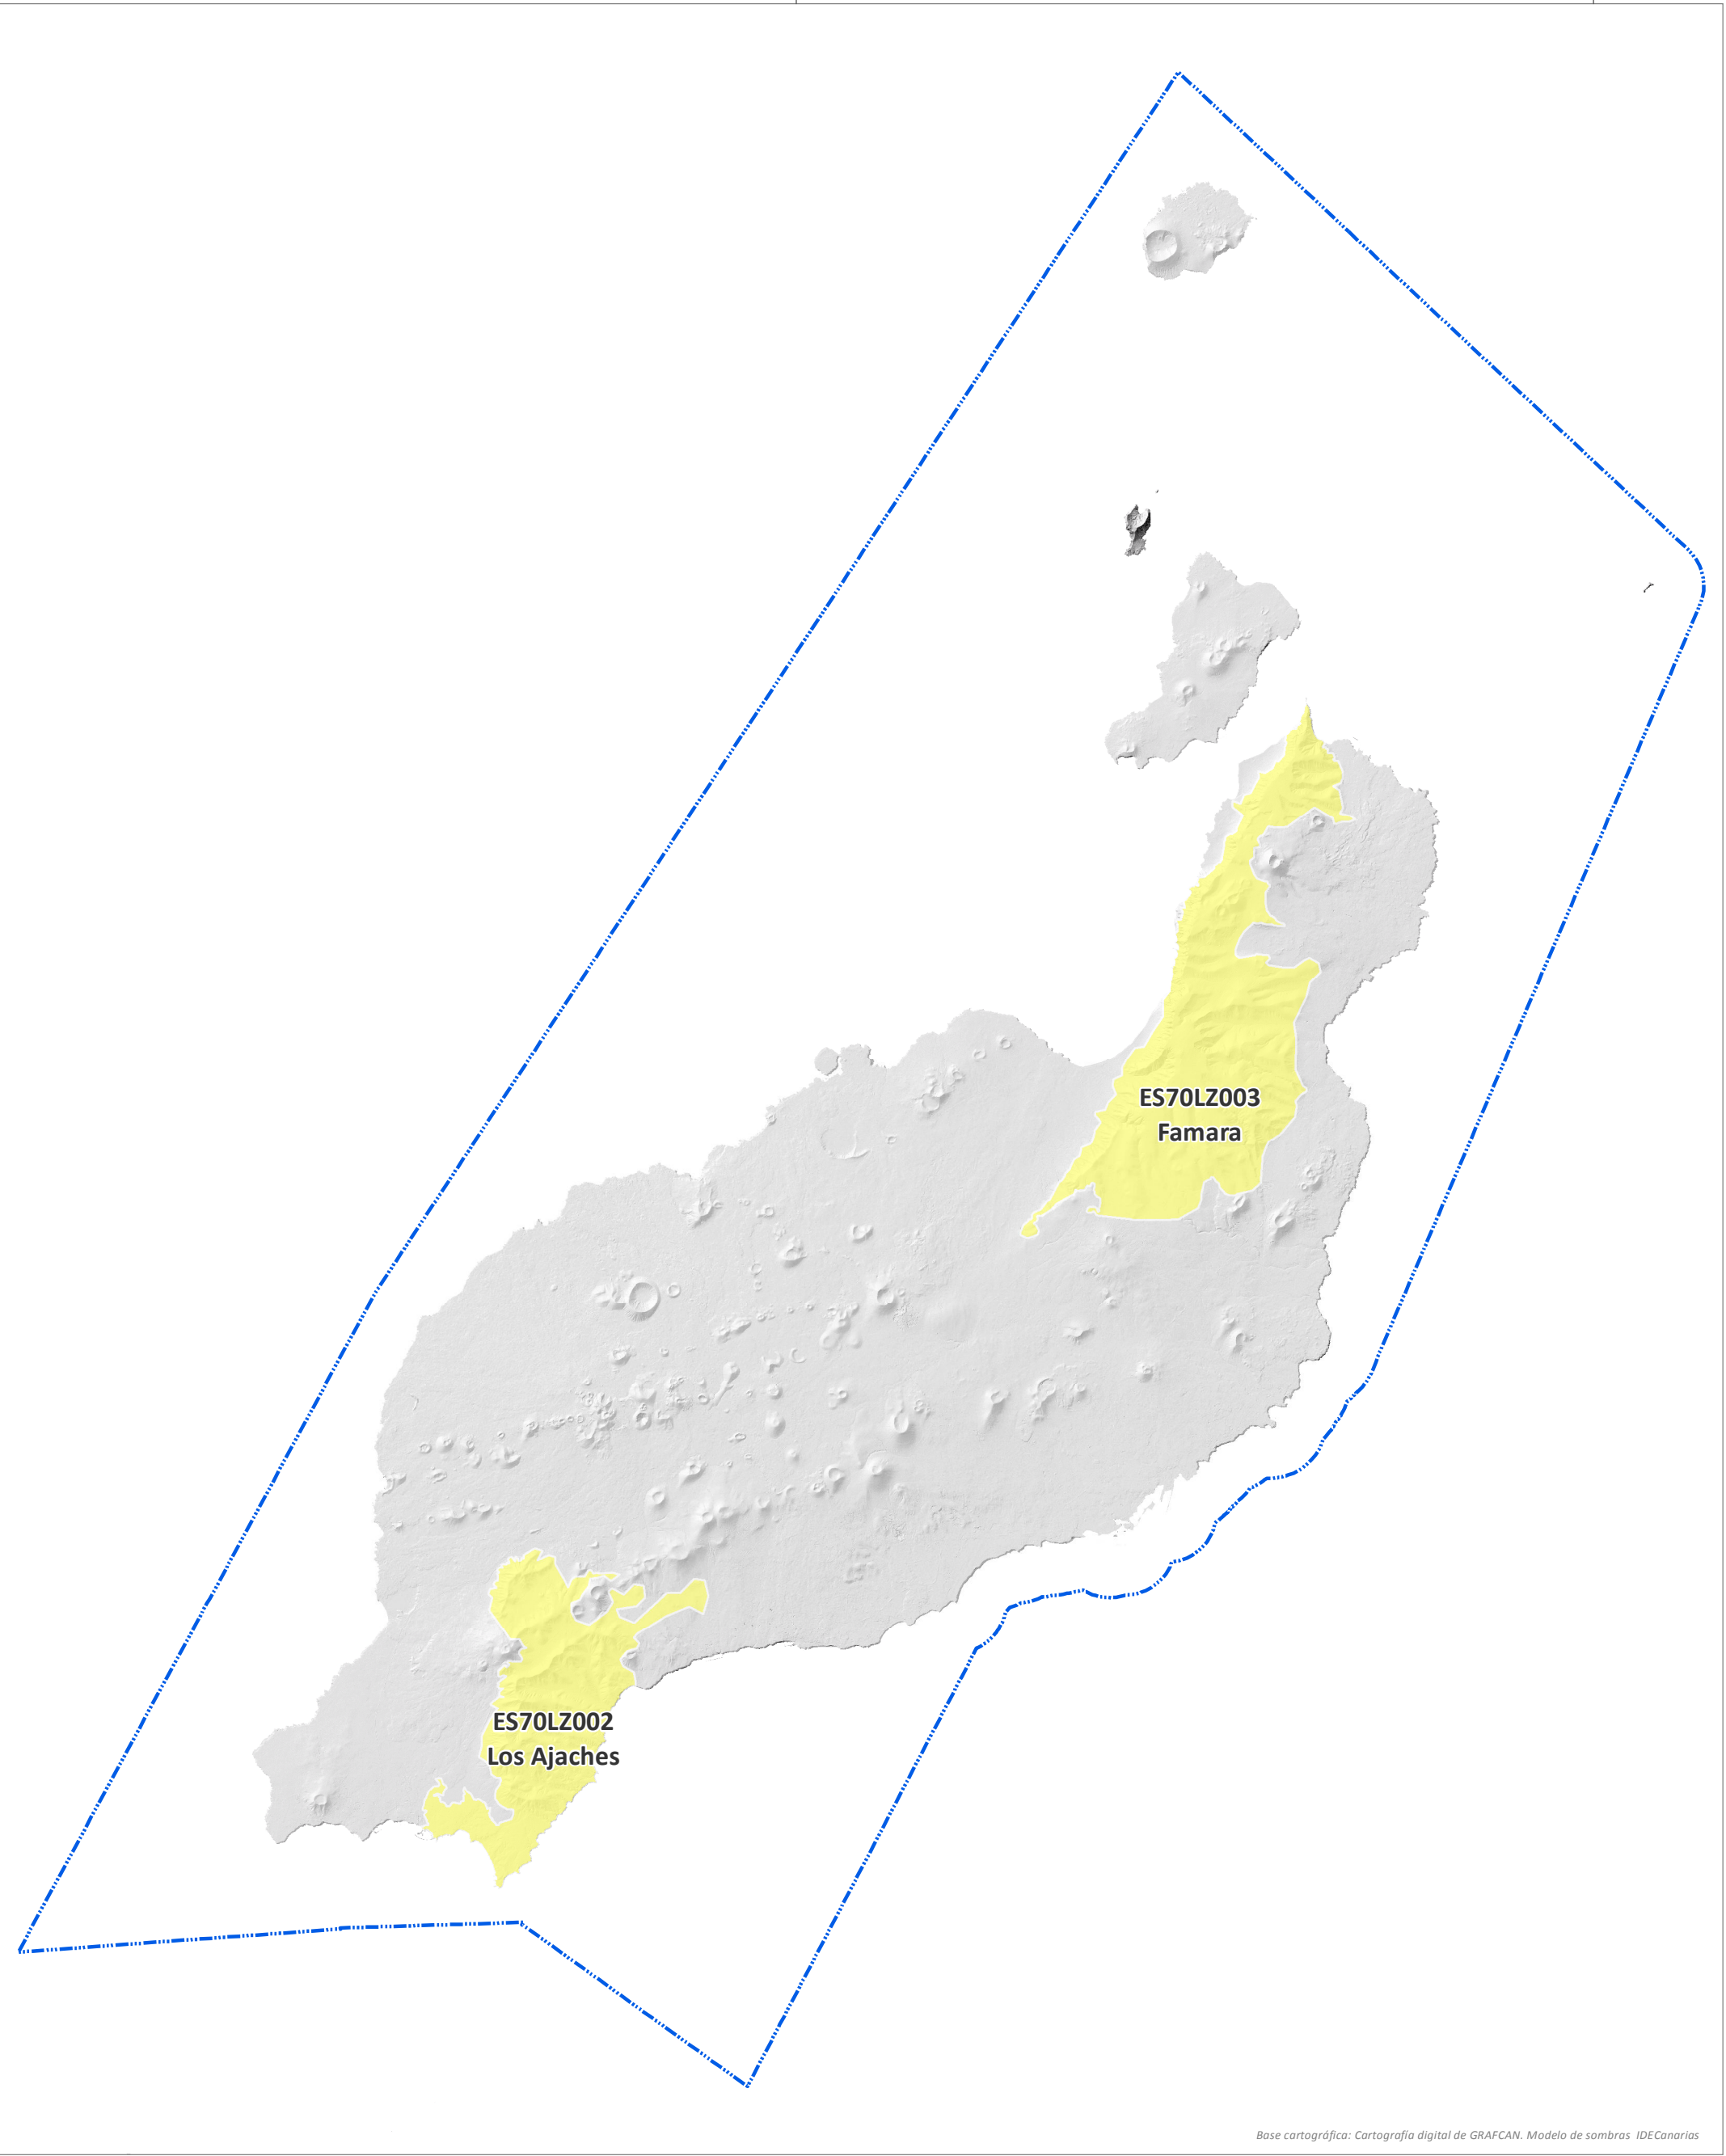 ES70LZ003
Famara
ES70LZ002
Los Ajaches
Base cartográfica: Cartografía digital de GRAFCAN. Modelo de sombras IDECanarias